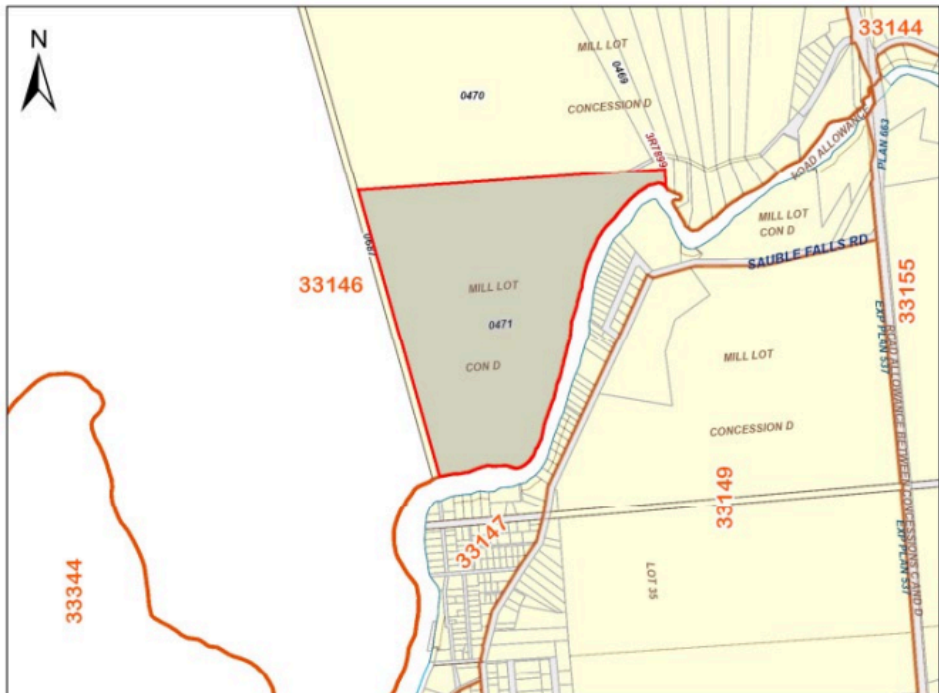 N
33144
MILL LOT
0469
0470
CONCESSION D
3R7899
ROAD ALLOWANCE
PLAN 663
MILL LOT
CON D
SAUBLE FALLS RD
0687
33146
MILL LOT
0471
CON D
33155
EXP PLAN 537
ROAD ALLOWANCE BETWEEN CONCESSIONS C AND D
MILL LOT
CONCESSION D
33149
33147
EXP PLAN 537
LOT 35
33344